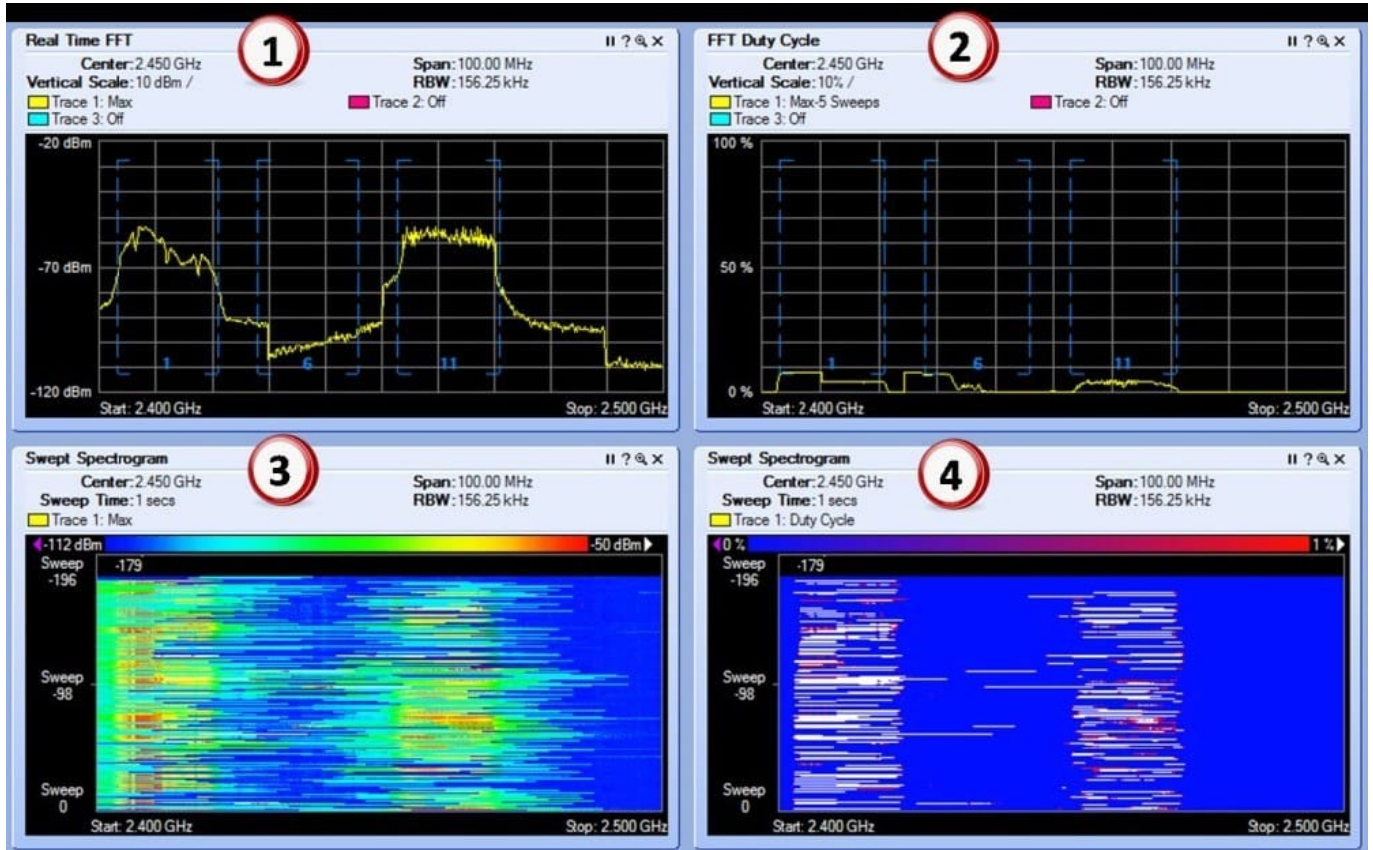 Real Time FFT
1
Center: 2.450 GHz Span: 100.00 MHz
Vertical Scale: 10 dBm / RBW: 156.25 kHz
Trace 1: Max Trace 2: Off
Trace 3: Off
-20 dBm
-70 dBm
1 6 11
-120 dBm
Start: 2.400 GHz Stop: 2.500 GHz
FFT Duty Cycle
2
Center: 2.450 GHz Span: 100.00 MHz
Vertical Scale: 10% / RBW: 156.25 kHz
Trace 1: Max-5 Sweeps Trace 2: Off
Trace 3: Off
100 %
50 %
1 6 11
0 %
Start: 2.400 GHz Stop: 2.500 GHz
Swept Spectrogram
3
Center: 2.450 GHz Span: 100.00 MHz
Sweep Time: 1 secs RBW: 156.25 kHz
Trace 1: Max
-112 dBm -50 dBm
Sweep -179
-196
Sweep
-98
Sweep
0
Start: 2.400 GHz Stop: 2.500 GHz
Swept Spectrogram
4
Center: 2.450 GHz Span: 100.00 MHz
Sweep Time: 1 secs RBW: 156.25 kHz
Trace 1: Duty Cycle
0 % 1 %
Sweep -179
-196
Sweep
-98
Sweep
0
Start: 2.400 GHz Stop: 2.500 GHz